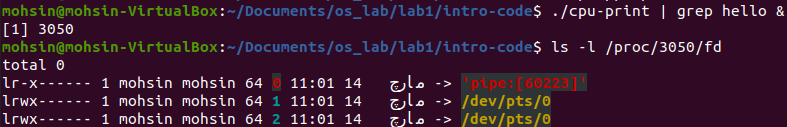 mohsin@mohsin-VirtualBox:~/Documents/os_lab/lab1/intro-code$ ./cpu-print | grep hello &
[1] 3050
mohsin@mohsin-VirtualBox:~/Documents/os_lab/lab1/intro-code$ ls -l /proc/3050/fd
total 0
lr-x------ 1 mohsin mohsin 64 0 11:01 14 مارچ -> 'pipe:[60223]'
lrwx------ 1 mohsin mohsin 64 1 11:01 14 مارچ -> /dev/pts/0
lrwx------ 1 mohsin mohsin 64 2 11:01 14 مارچ -> /dev/pts/0